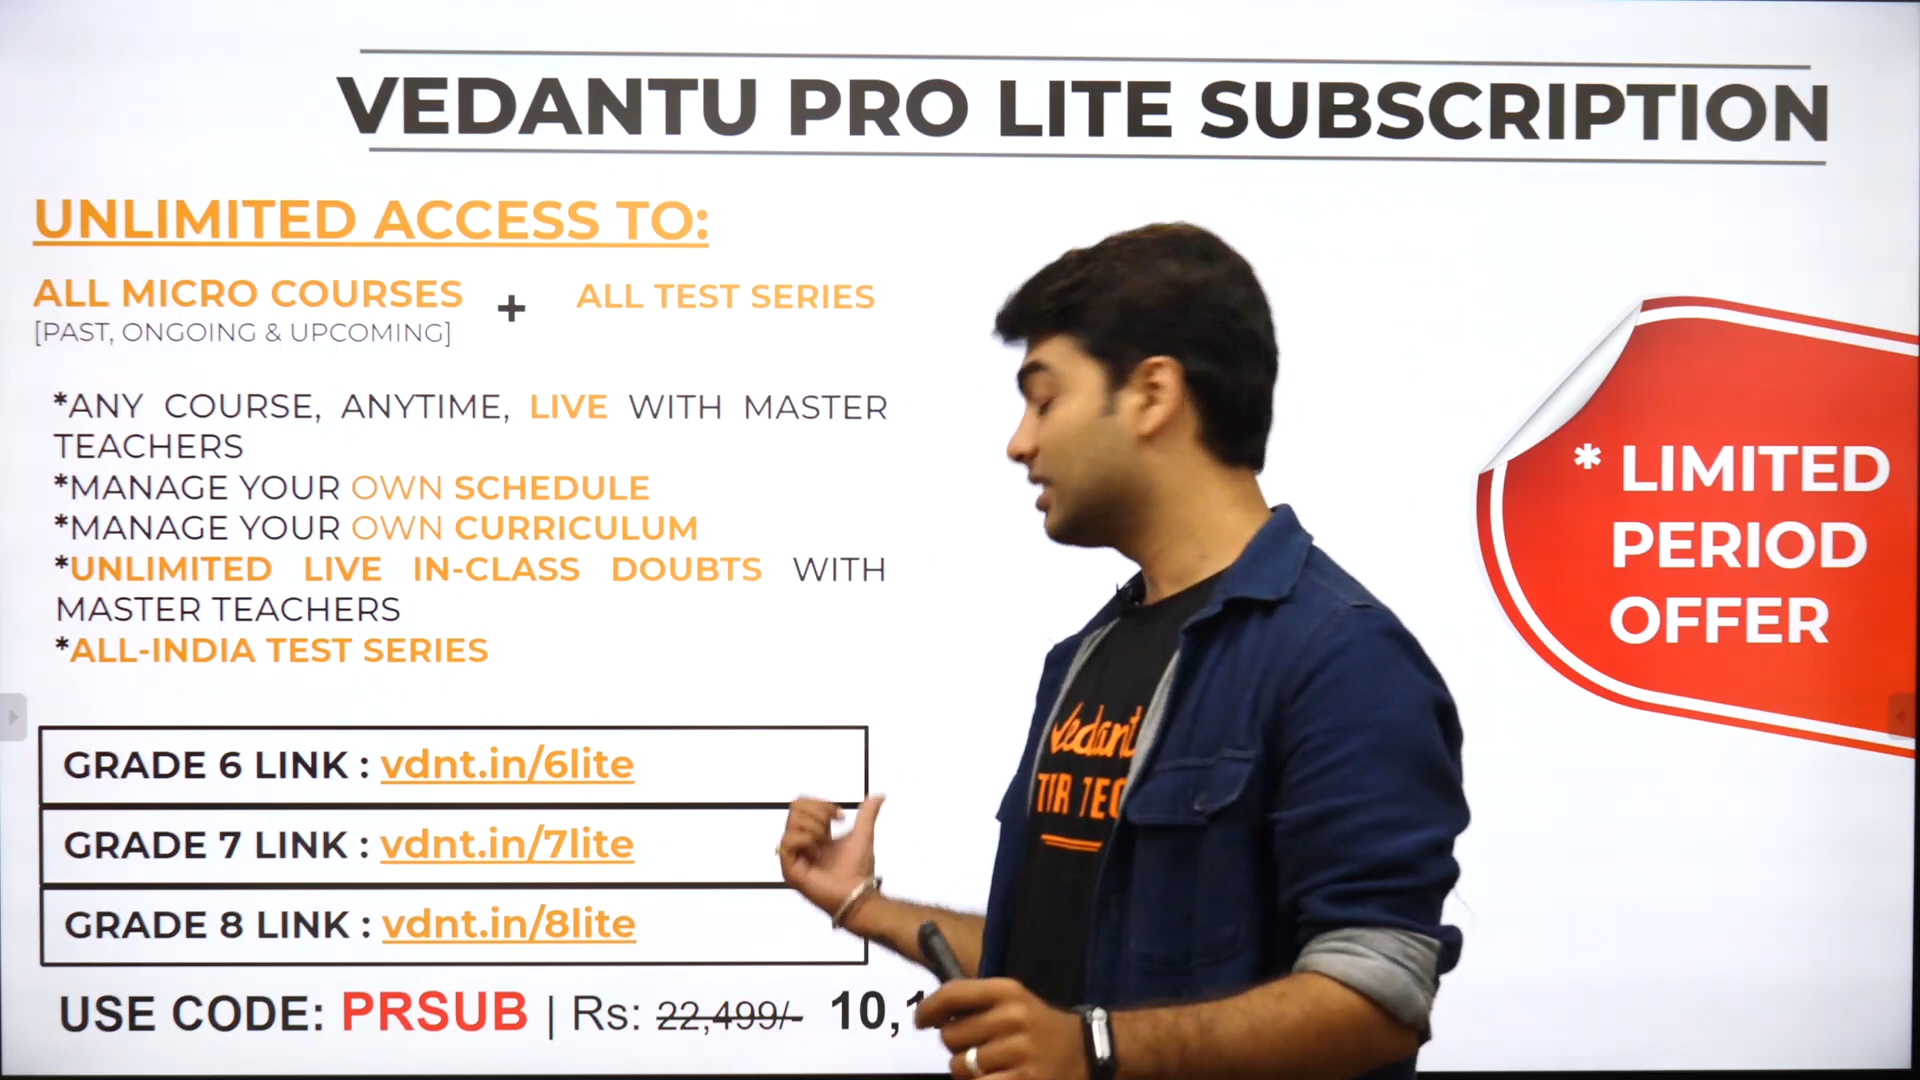 VEDANTU PRO LITE SUBSCRIPTION
UNLIMITED ACCESS TO:
ALL MICRO COURSES + ALL TEST SERIES
[PAST, ONGOING & UPCOMING]
*ANY COURSE, ANYTIME, LIVE WITH MASTER
TEACHERS
*MANAGE YOUR OWN SCHEDULE
*MANAGE YOUR OWN CURRICULUM
*UNLIMITED LIVE IN-CLASS DOUBTS WITH
MASTER TEACHERS
*ALL-INDIA TEST SERIES
* LIMITED
PERIOD
OFFER
GRADE 6 LINK : vdnt.in/6lite
GRADE 7 LINK : vdnt.in/7lite
GRADE 8 LINK : vdnt.in/8lite
USE CODE: PRSUB | Rs: 22,499/-